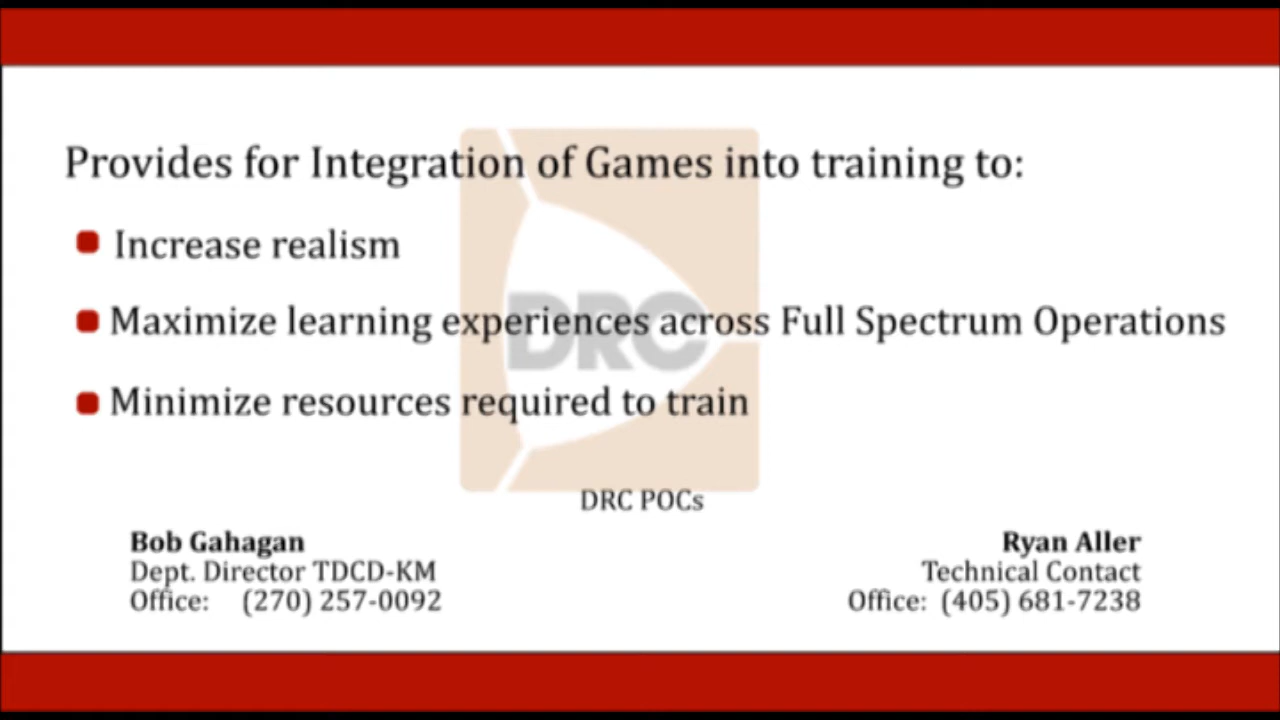 Provides for Integration of Games into training to:
Increase realism
Maximize learning experiences across Full Spectrum Operations
Minimize resources required to train
DRC
DRC POCs
Bob Gahagan
Dept. Director TDCD-KM
Office: (270) 257-0092
Ryan Aller
Technical Contact
Office: (405) 681-7238